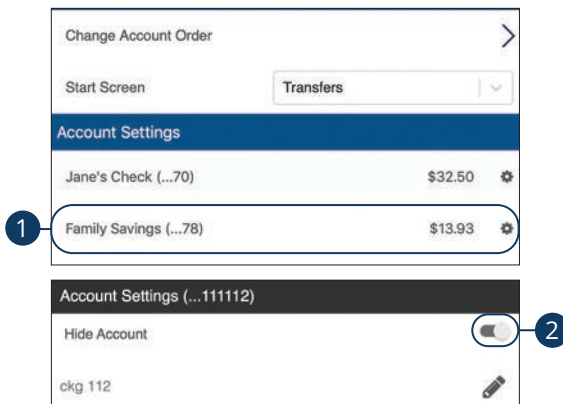 Change Account Order
Start Screen Transfers
Account Settings
Jane's Check (...70) $32.50
1 Family Savings (...78) $13.93
Account Settings (...111112)
Hide Account 2
ckg 112